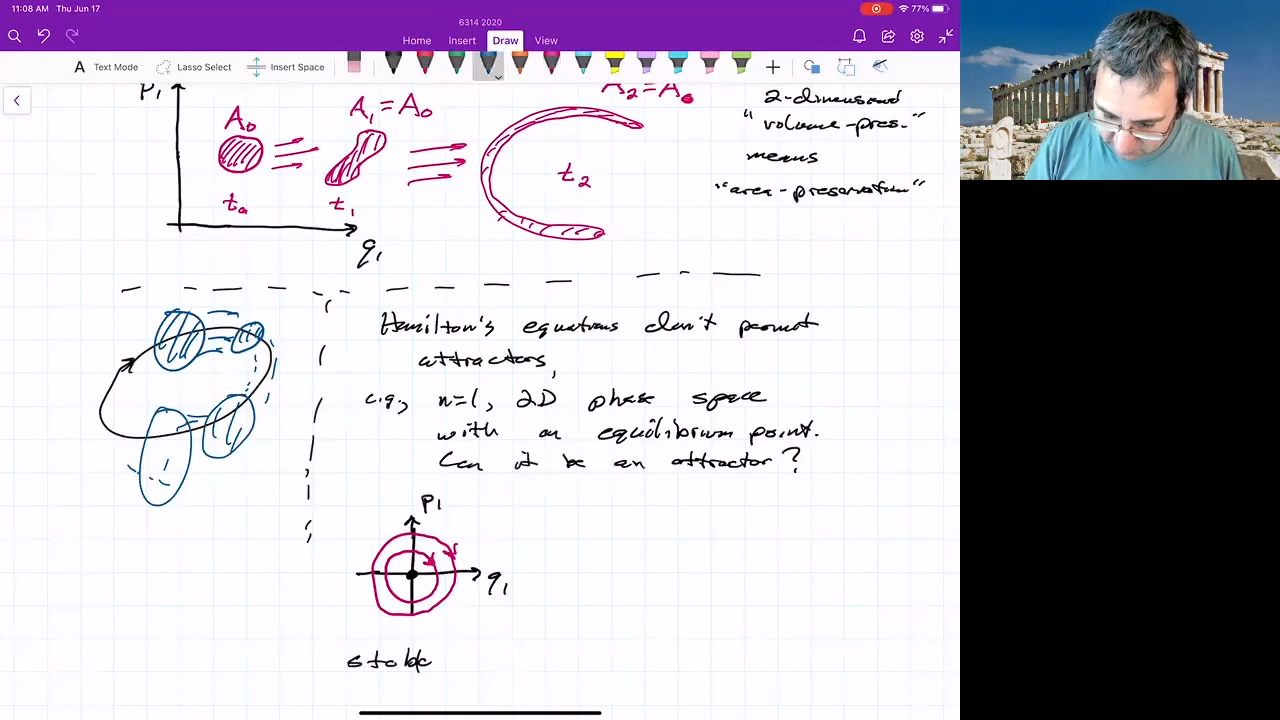 11:08 AM Thu Jun 17
77%
6314 2020
Home Insert Draw View
A Text Mode Lasso Select Insert Space
P1
A0
A1 = A0
A2 = A0
t0
t1
t2
q1
2-dimensional
"volume-pres."
means
"area-preservation"
Hamilton's equations don't permit
attractors,
e.g., n=1, 2D phase space
with an equilibrium point.
Can it be an attractor?
P1
q1
stable